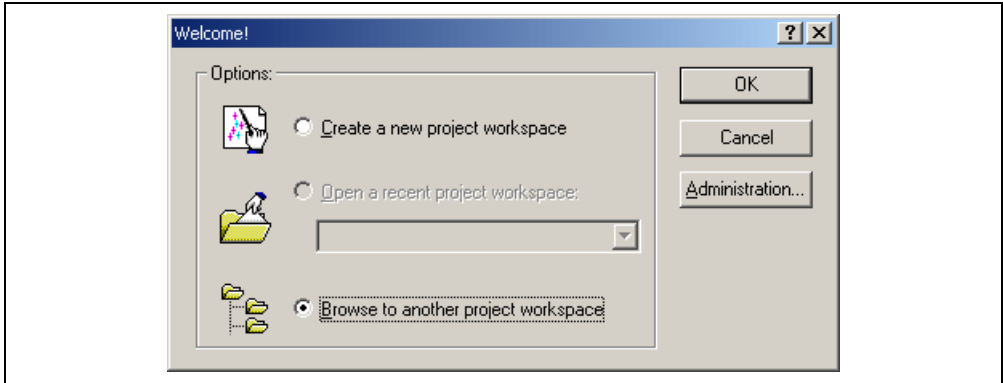 Welcome!
Options:
OK
Create a new project workspace
Cancel
Open a recent project workspace:
Administration...
Browse to another project workspace